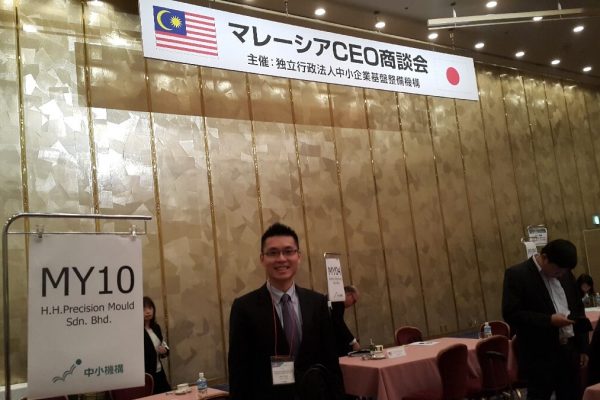 マレーシアCEO商談会
主催：独立行政法人中小企業基盤整備機構
MY10
H.H.Precision Mould
Sdn. Bhd.
中小機構